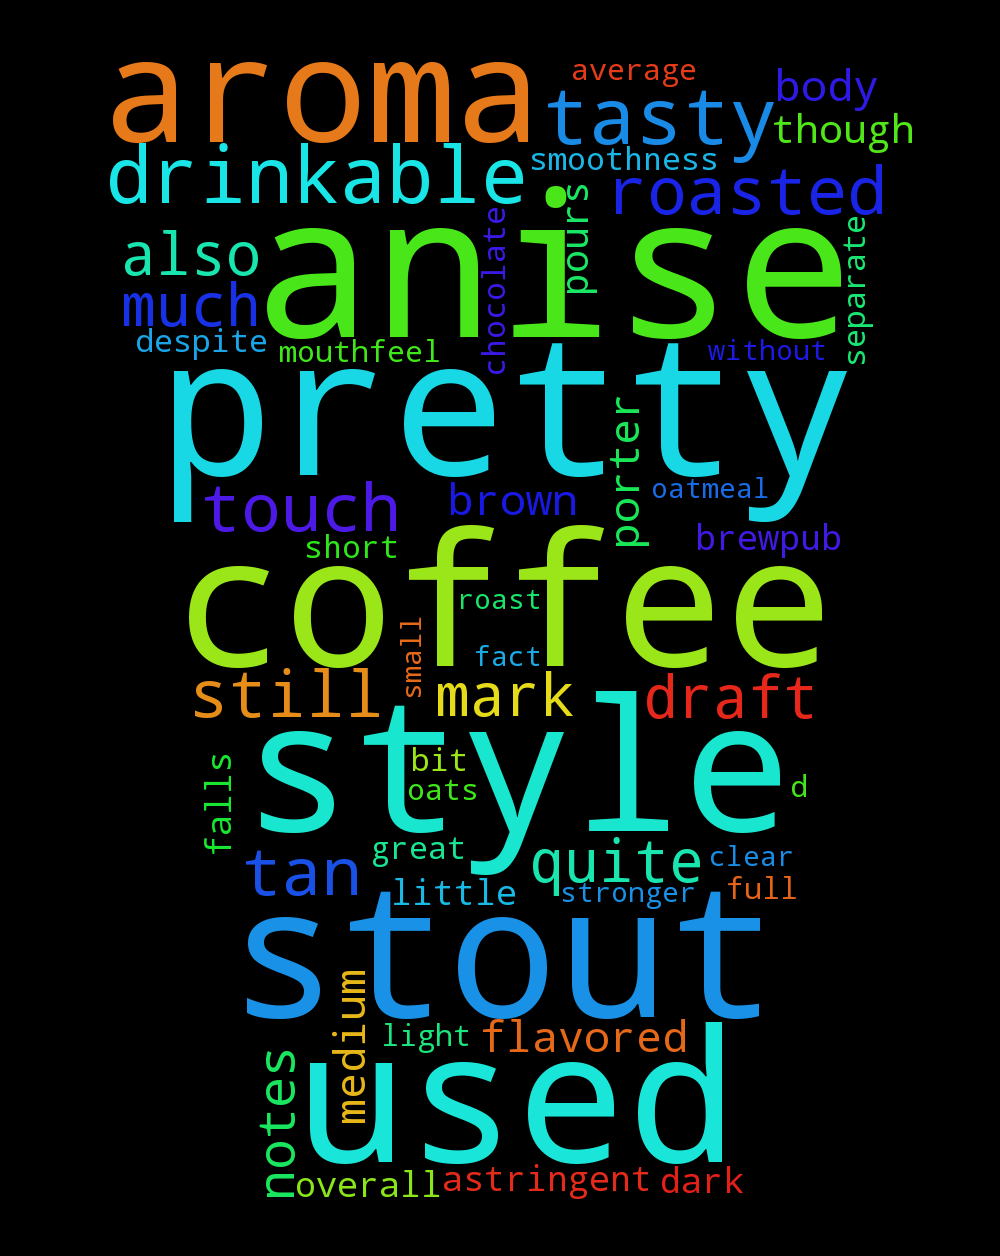 aroma
average
body
tasty
though
drinkable
smoothness
roasted
pours
chocolate
separate
also
anise
much
despite
mouthfeel
without
pretty
porter
touch
brown
oatmeal
short
brewpub
coffee
roast
small
fact
still
mark
draft
style
falls
bit
oats
d
great
quite
clear
tan
little
stronger
full
stout
medium
light
flavored
notes
used
overall
astringent
dark